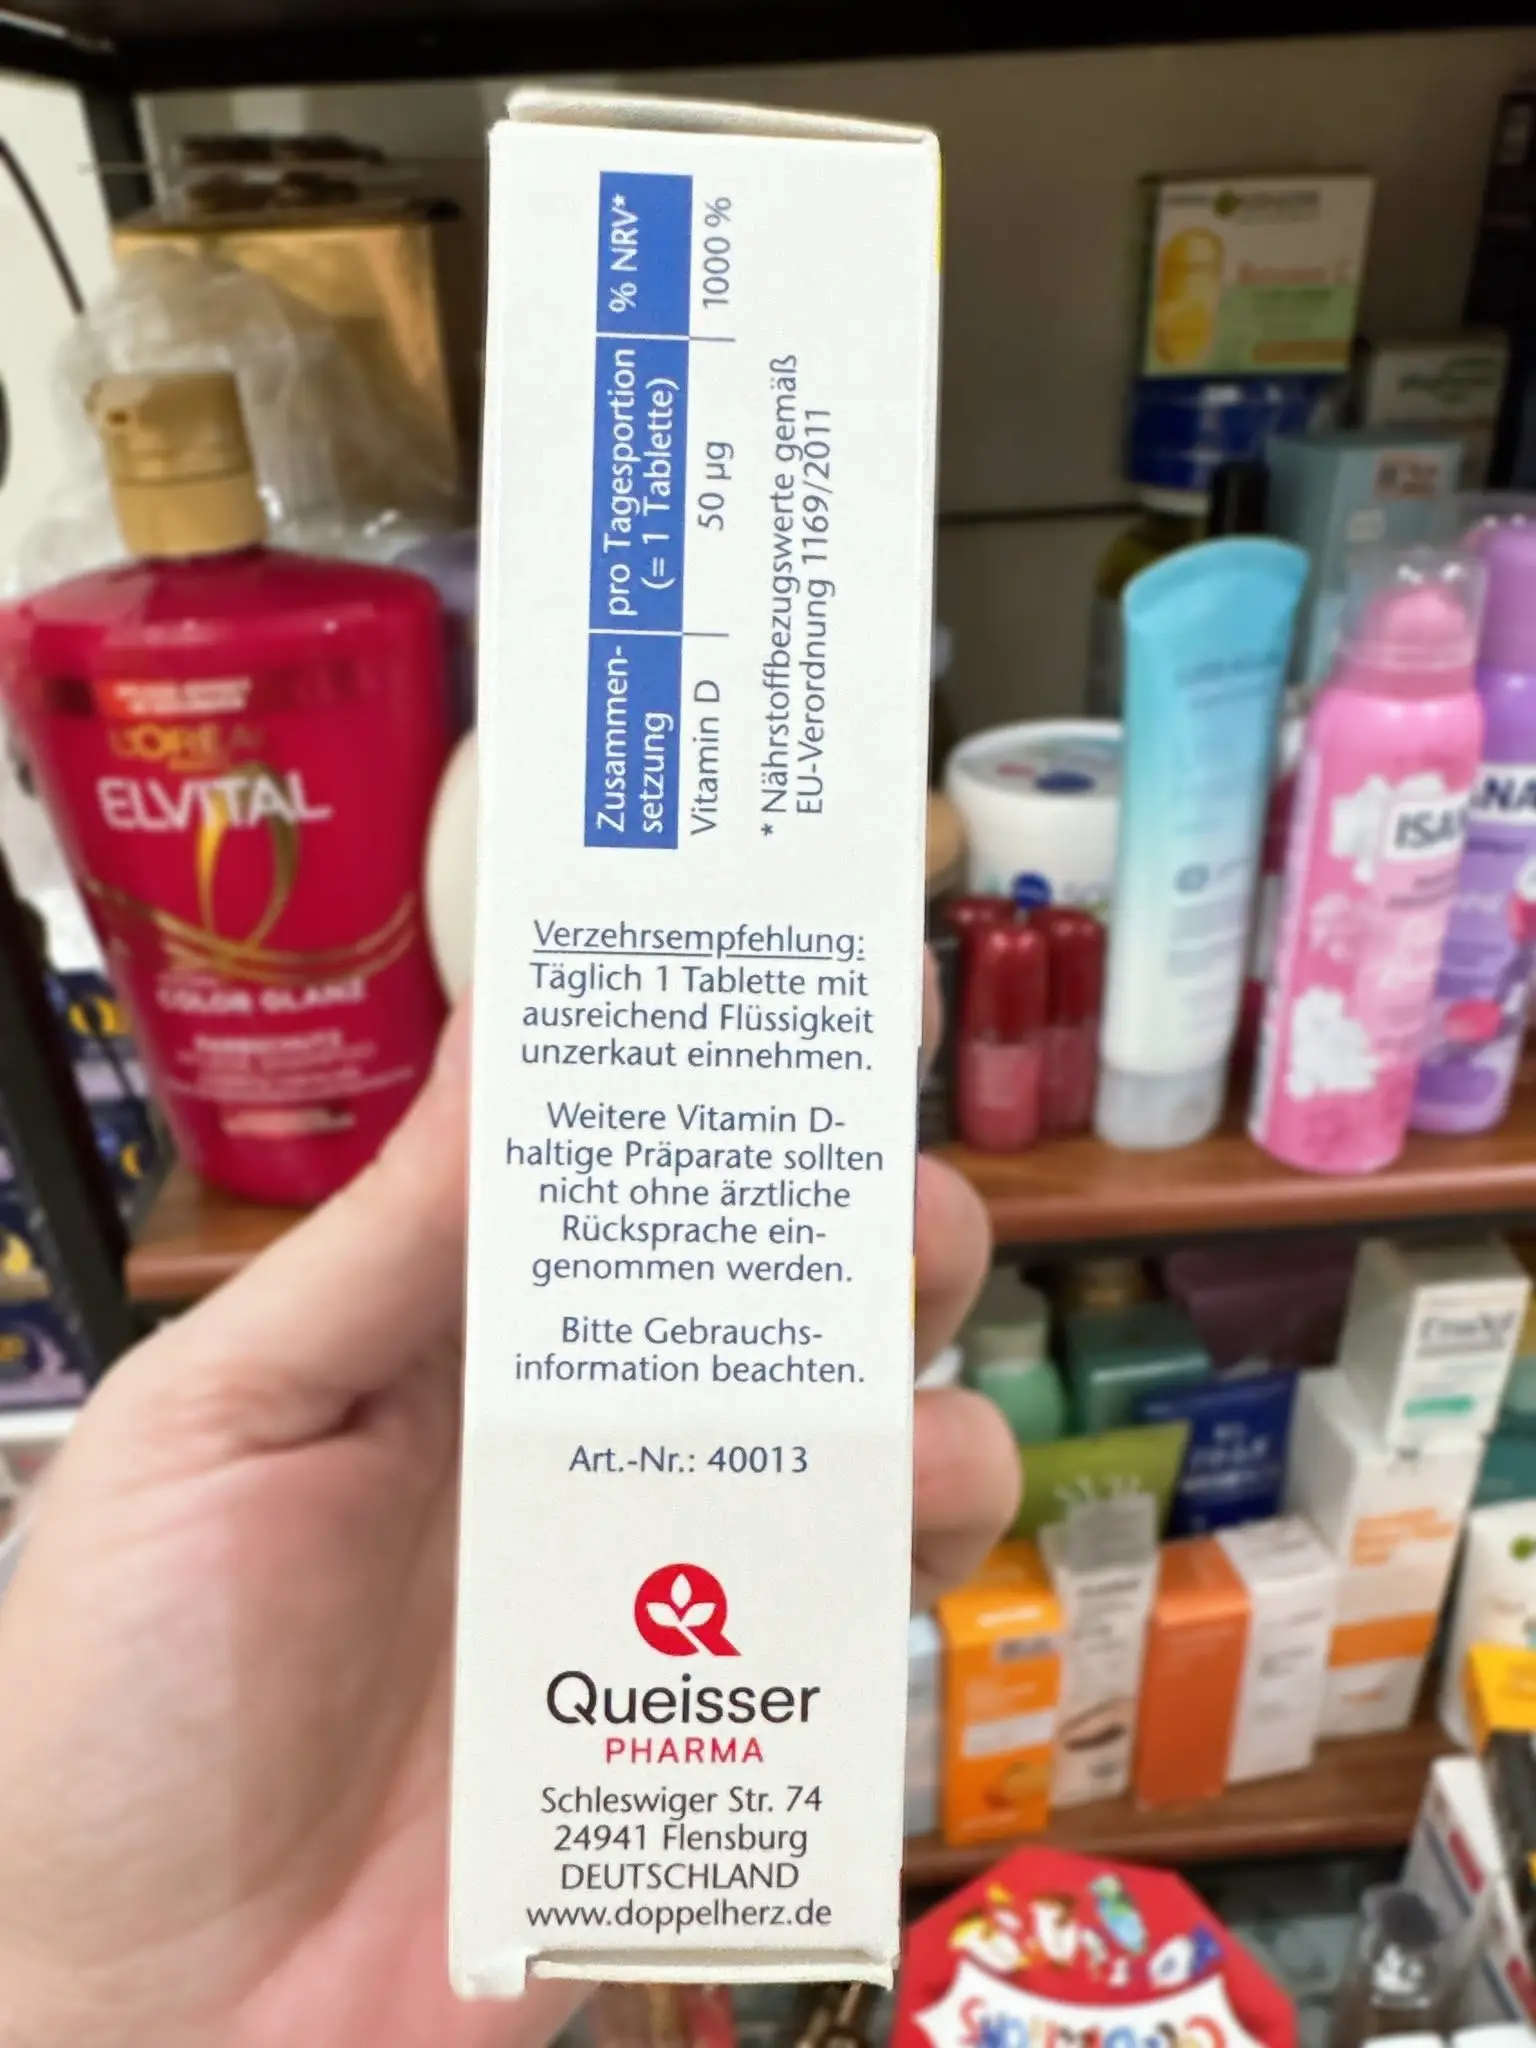 Zusammen-
setzung
pro Tagesportion
(= 1 Tablette)
% NRV*
Vitamin D
50 µg
1000 %
* Nährstoffbezugswerte gemäß
EU-Verordnung 1169/2011
Verzehrsempfehlung:
Täglich 1 Tablette mit
ausreichend Flüssigkeit
unzerkaut einnehmen.
Weitere Vitamin D-
haltige Präparate sollten
nicht ohne ärztliche
Rücksprache ein-
genommen werden.
Bitte Gebrauchs-
information beachten.
Art.-Nr.: 40013
Queisser
PHARMA
Schleswiger Str. 74
24941 Flensburg
DEUTSCHLAND
www.doppelherz.de
ELVITAL
COLOR GLANZ